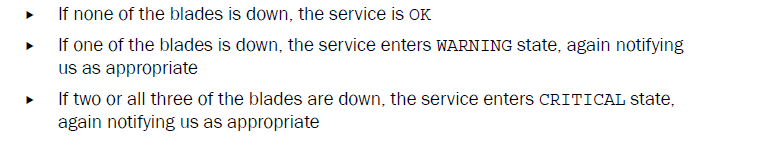 ► If none of the blades is down, the service is OK
► If one of the blades is down, the service enters WARNING state, again notifying
us as appropriate
► If two or all three of the blades are down, the service enters CRITICAL state,
again notifying us as appropriate